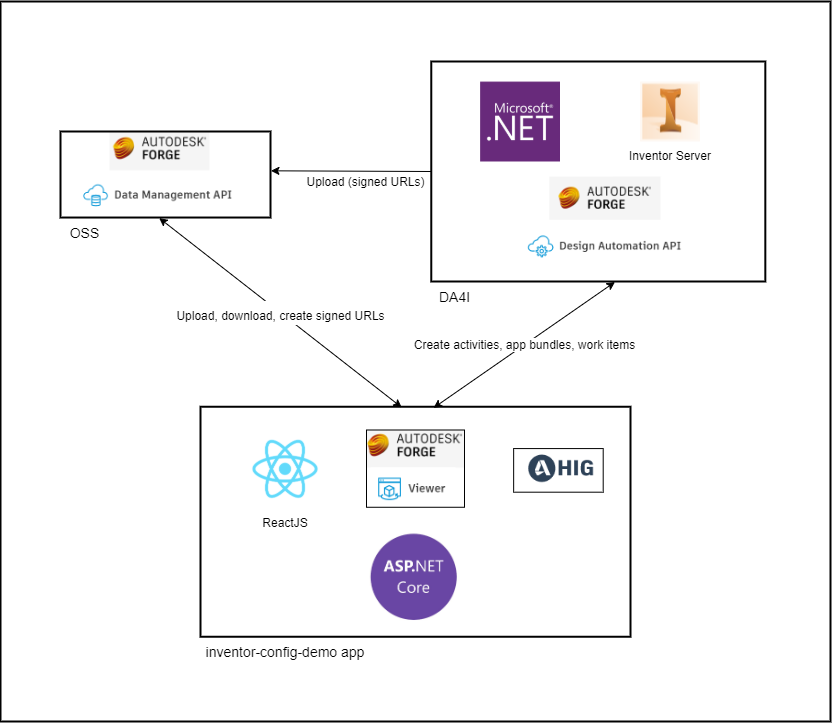 Microsoft®
.NET
Inventor Server
AUTODESK®
FORGE
Design Automation API
DA4I
AUTODESK®
FORGE
Data Management API
OSS
Upload (signed URLs)
Upload, download, create signed URLs
Create activities, app bundles, work items
ReactJS
AUTODESK®
FORGE
Viewer
HIG
ASP.NET
Core
inventor-config-demo app